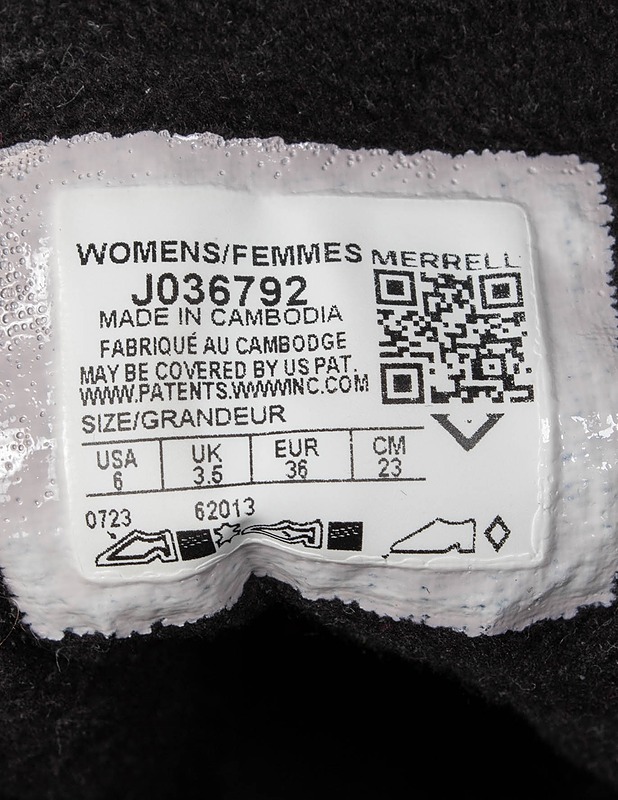 WOMENS/FEMMES
MERRELL
J036792
MADE IN CAMBODIA
FABRIQUÉ AU CAMBODGE
MAY BE COVERED BY US PAT.
WWW.PATENTS.WWWINC.COM
SIZE/GRANDEUR
USA UK EUR CM
6 3.5 36 23
0723 62013